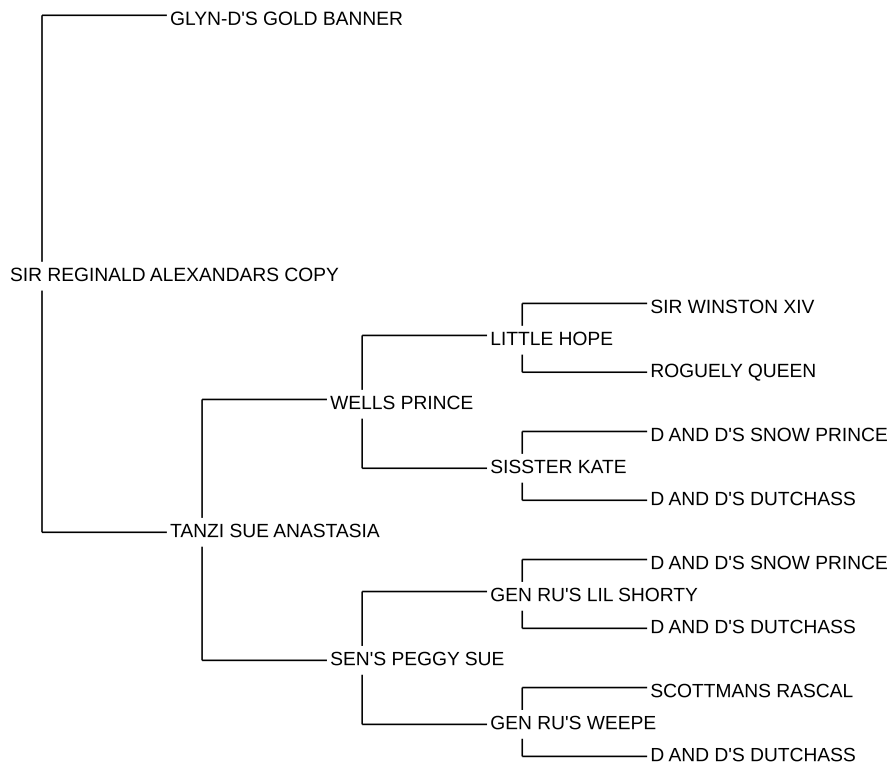 GLYN-D'S GOLD BANNER
SIR REGINALD ALEXANDARS COPY
SIR WINSTON XIV
LITTLE HOPE
ROGUELY QUEEN
WELLS PRINCE
D AND D'S SNOW PRINCE
SISSTER KATE
D AND D'S DUTCHASS
TANZI SUE ANASTASIA
D AND D'S SNOW PRINCE
GEN RU'S LIL SHORTY
D AND D'S DUTCHASS
SEN'S PEGGY SUE
SCOTTMANS RASCAL
GEN RU'S WEEPE
D AND D'S DUTCHASS